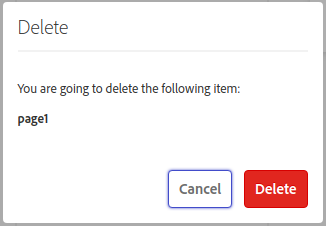 Delete
You are going to delete the following item:
page1
Cancel
Delete